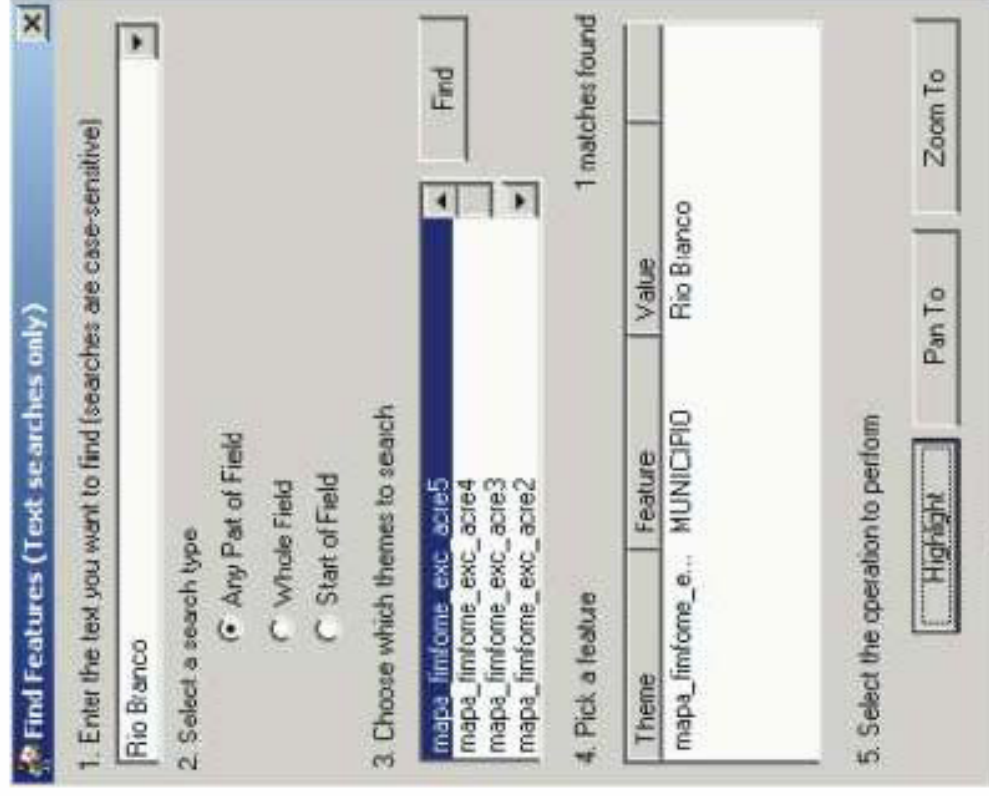 Find Features (Text searches only)
1. Enter the text you want to find (searches are case-sensitive)
Rio Branco
2. Select a search type
Any Part of Field
Whole Field
Start of Field
3. Choose which themes to search
mapa_fimfome_exc_acre5
mapa_fimfome_exc_acre4
mapa_fimfome_exc_acre3
mapa_fimfome_exc_acre2
Find
4. Pick a feature
1 matches found
Theme Feature Value
mapa_fimfome_e... MUNICIPIO Rio Branco
5. Select the operation to perform
Highlight Pan To Zoom To